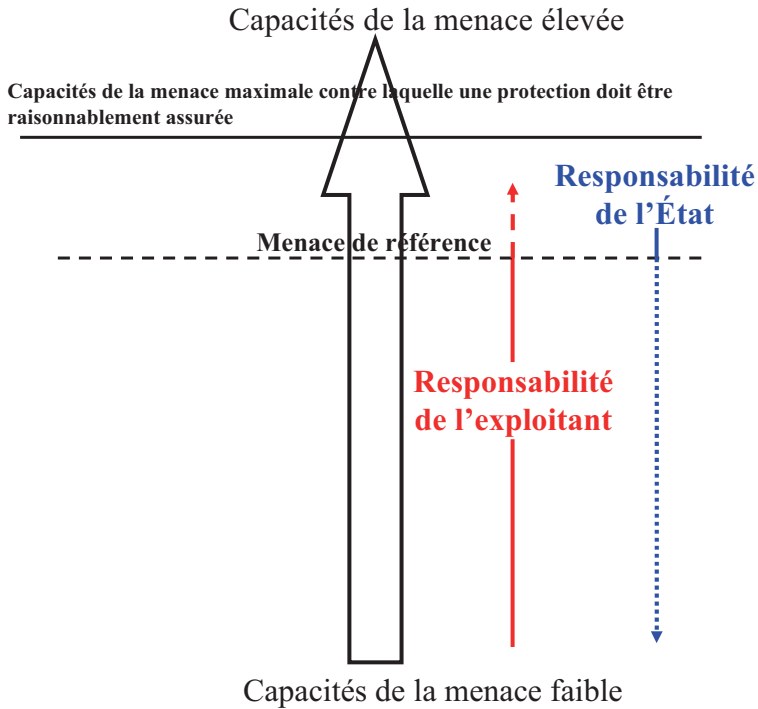 Capacités de la menace élevée
Capacités de la menace maximale contre laquelle une protection doit être
raisonnablement assurée
Responsabilité
de l’État
Menace de référence
Responsabilité
de l’exploitant
Capacités de la menace faible